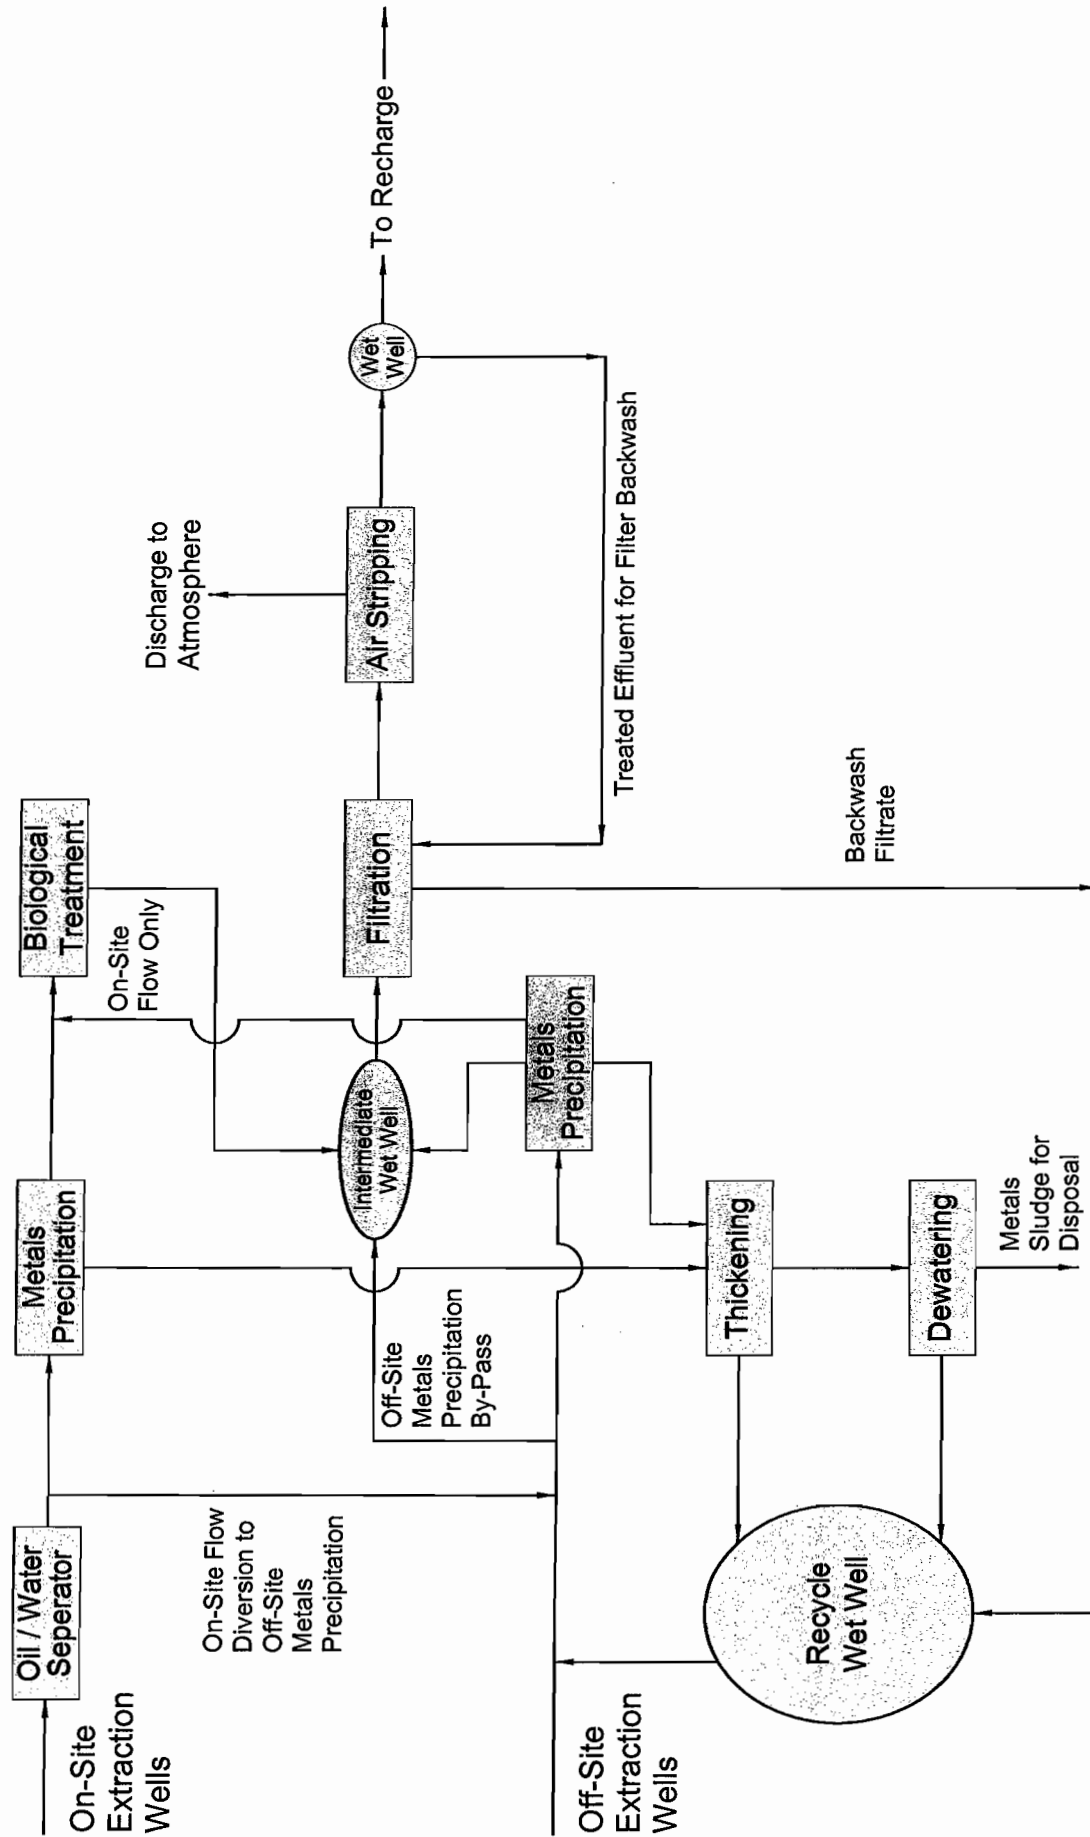 On-Site
Extraction
Wells
Oil / Water
Seperator
Metals
Precipitation
Biological
Treatment
On-Site
Flow Only
On-Site Flow
Diversion to
Off-Site
Metals
Precipitation
Off-Site
Metals
Precipitation
By-Pass
Intermediate
Wet Well
Filtration
Air Stripping
Discharge to
Atmosphere
Wet
Well
To Recharge
Treated Effluent for Filter Backwash
Metals
Precipitation
Off-Site
Extraction
Wells
Recycle
Wet Well
Thickening
Dewatering
Metals
Sludge for
Disposal
Backwash
Filtrate